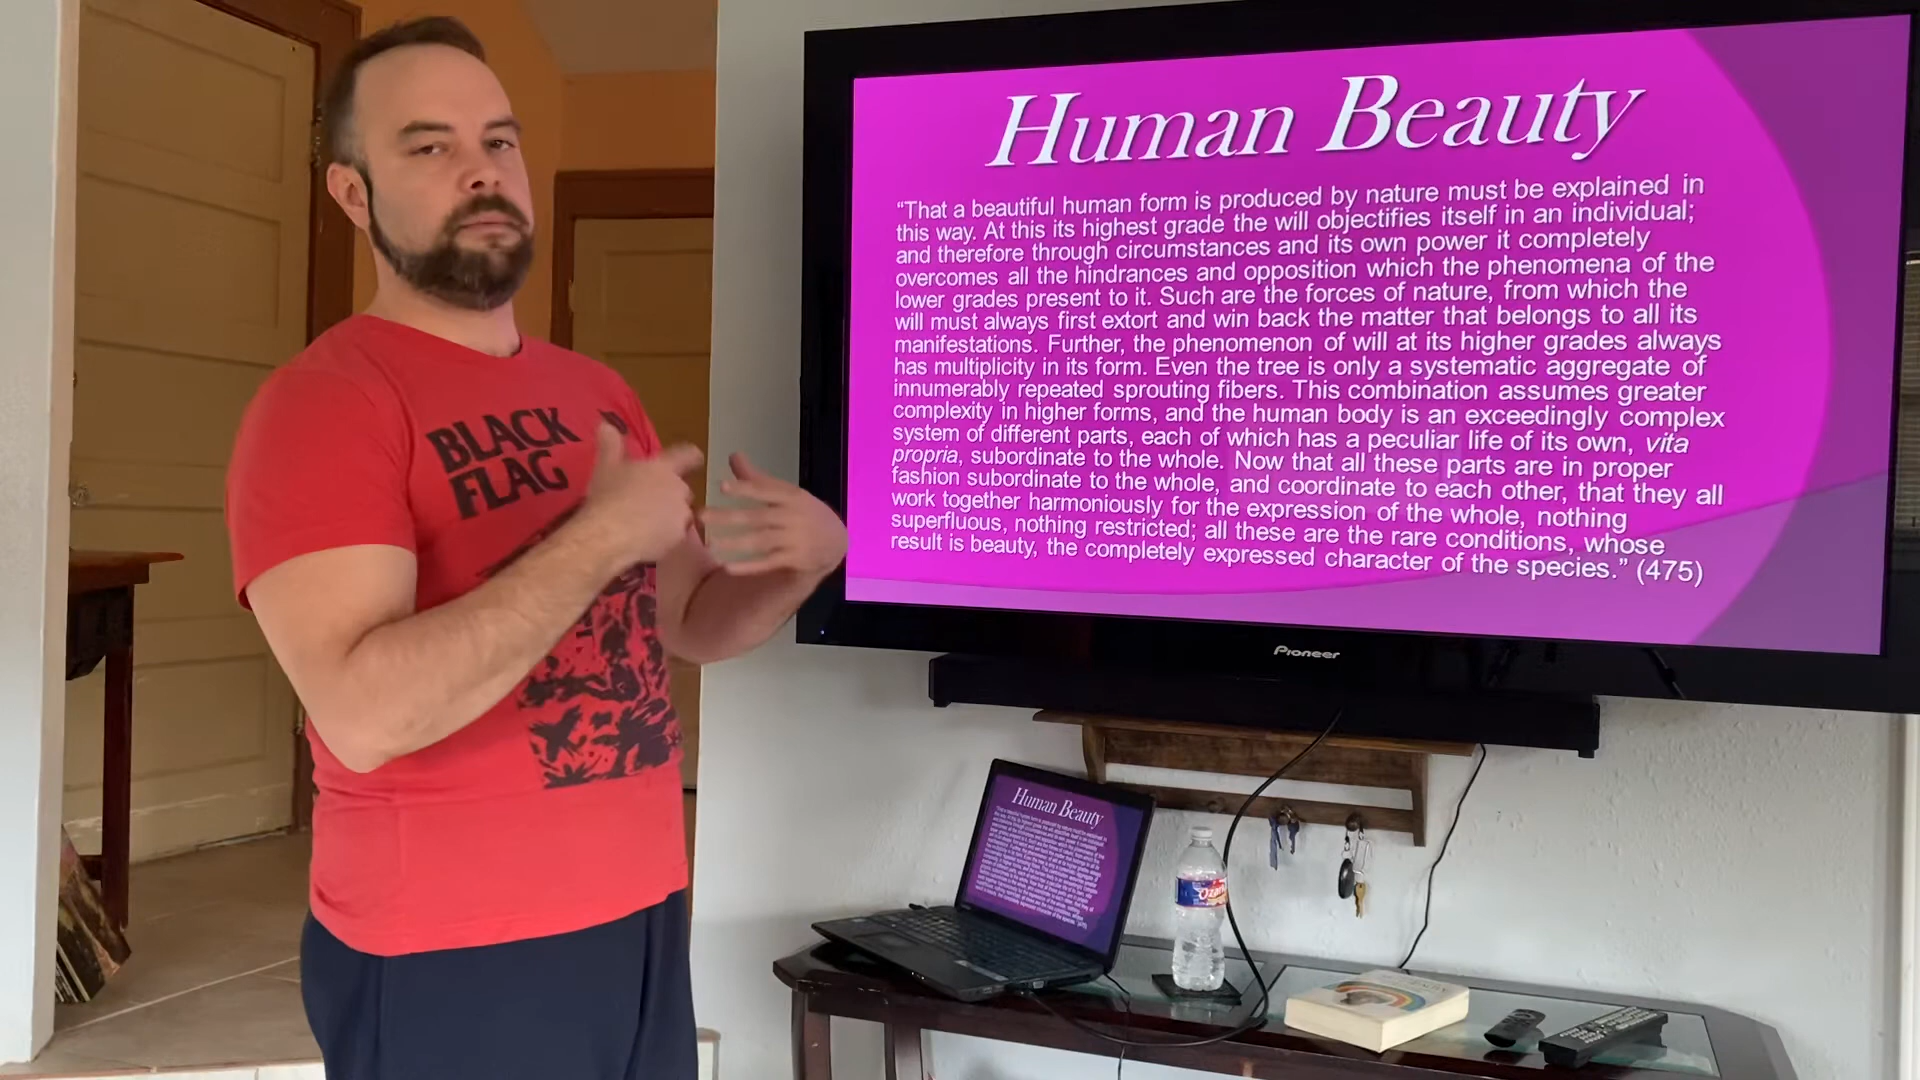 Human Beauty
“That a beautiful human form is produced by nature must be explained in
this way. At this its highest grade the will objectifies itself in an individual;
and therefore through circumstances and its own power it completely
overcomes all the hindrances and opposition which the phenomena of the
lower grades present to it. Such are the forces of nature, from which the
will must always first extort and win back the matter that belongs to all its
manifestations. Further, the phenomenon of will at its higher grades always
has multiplicity in its form. Even the tree is only a systematic aggregate of
innumerably repeated sprouting fibers. This combination assumes greater
complexity in higher forms, and the human body is an exceedingly complex
system of different parts, each of which has a peculiar life of its own, vita
propria, subordinate to the whole. Now that all these parts are in proper
fashion subordinate to the whole, and coordinate to each other, that they all
work together harmoniously for the expression of the whole, nothing
superfluous, nothing restricted; all these are the rare conditions, whose
result is beauty, the completely expressed character of the species.” (475)
Pioneer
BLACK
FLAG
Human Beauty